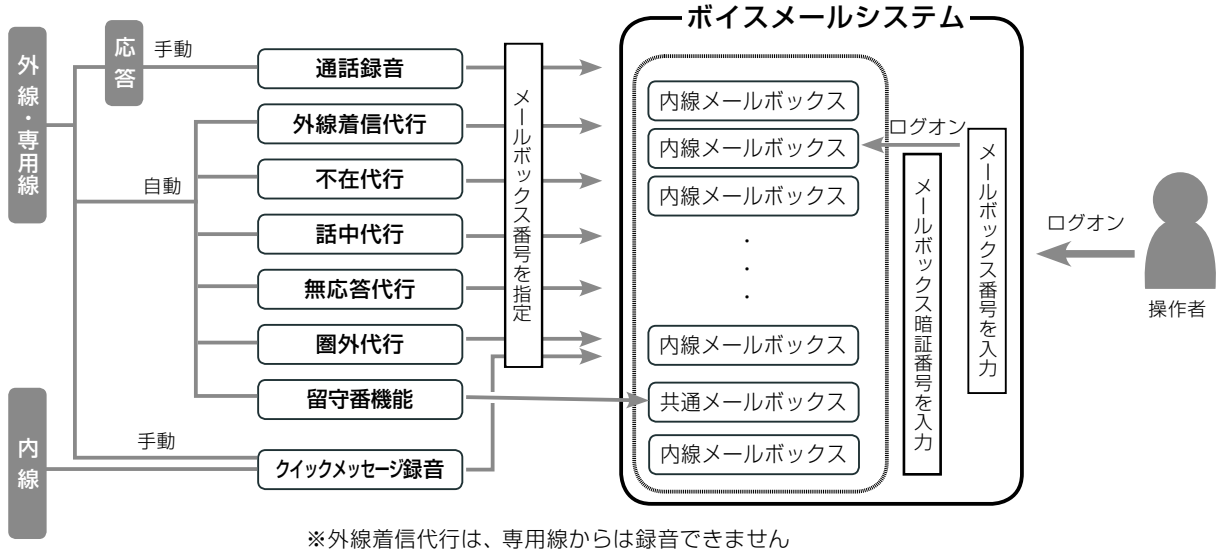 ボイスメールシステム
外線・専用線
応答
手動
自動
通話録音
外線着信代行
不在代行
話中代行
無応答代行
圏外代行
留守番機能
内線
手動
クイックメッセージ録音
メールボックス番号を指定
内線メールボックス
内線メールボックス
内線メールボックス
・
・
・
内線メールボックス
共通メールボックス
内線メールボックス
ログオン
メールボックス暗証番号を入力
メールボックス番号を入力
ログオン
操作者
※外線着信代行は、専用線からは録音できません